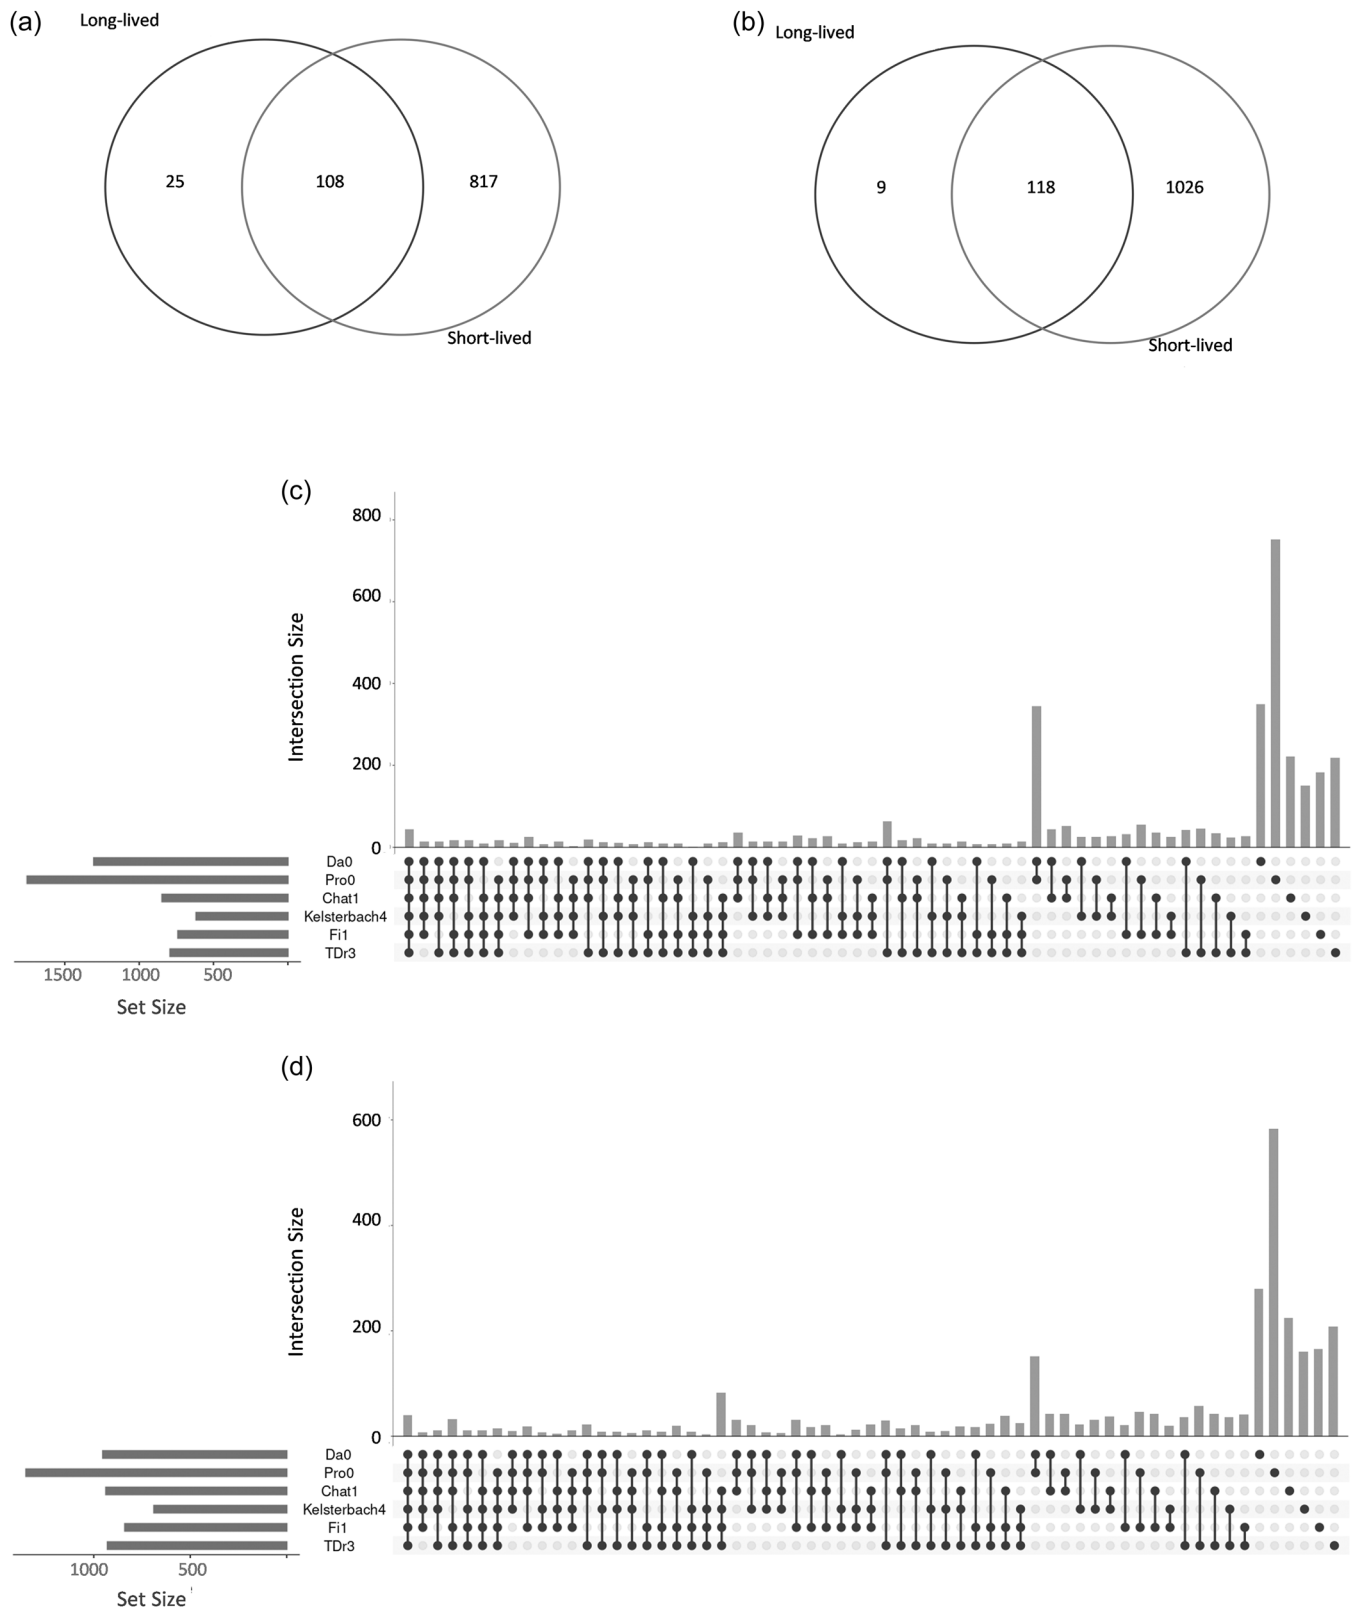 (a)
Long-lived
25
108
817
Short-lived
(b)
Long-lived
9
118
1026
Short-lived
(c)
800
600
400
200
0
Intersection Size
Da0
Pro0
Chat1
Kelsterbach4
Fi1
TDr3
1500 1000 500
Set Size
(d)
600
400
200
0
Intersection Size
Da0
Pro0
Chat1
Kelsterbach4
Fi1
TDr3
1000 500
Set Size